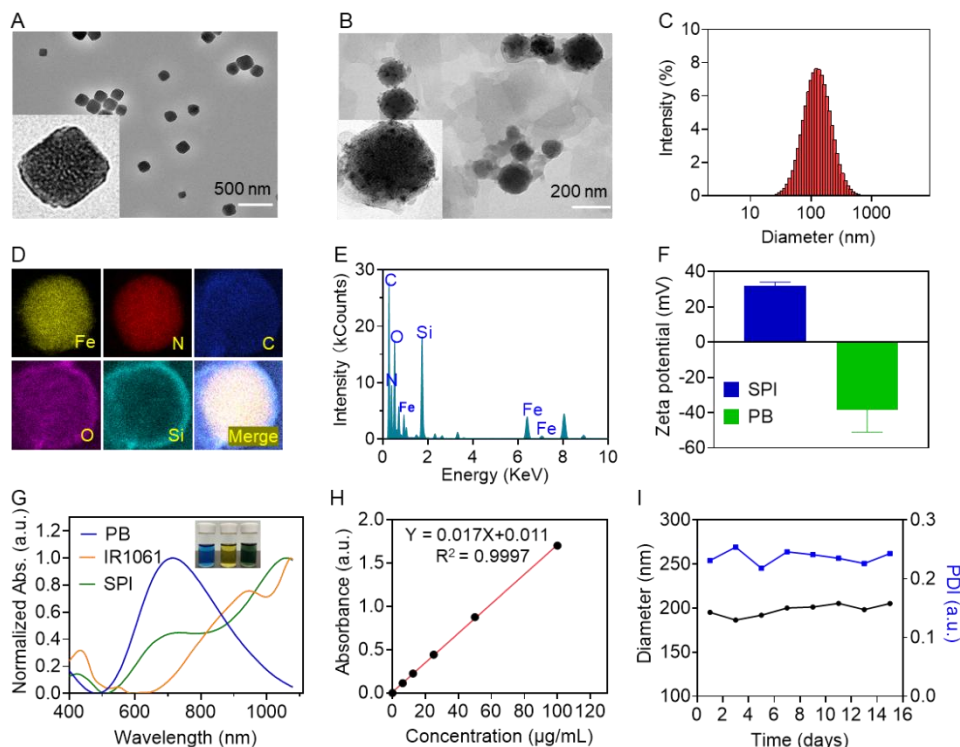 A
500 nm
B
200 nm
C
Intensity (%)
10
8
6
4
2
0
10 100 1000
Diameter (nm)
D
Fe
N
C
O
Si
Merge
E
Intensity (kCounts)
30
20
10
0
C
O
N
Fe
Si
Fe
Fe
0 2 4 6 8 10
Energy (KeV)
F
Zeta potential (mV)
40
20
0
-20
-40
-60
SPI
PB
G
Normalized Abs. (a.u.)
1.0
0.8
0.6
0.4
0.2
0.0
PB
IR1061
SPI
400 600 800 1000
Wavelength (nm)
H
Absorbance (a.u.)
2.0
1.5
1.0
0.5
0.0
Y = 0.017X+0.011
R² = 0.9997
0 20 40 60 80 100 120
Concentration (μg/mL)
I
Diameter (nm)
300
250
200
150
100
0.3
0.2
0.1
0.0
PDI (a.u.)
0 2 4 6 8 10 12 14 16
Time (days)